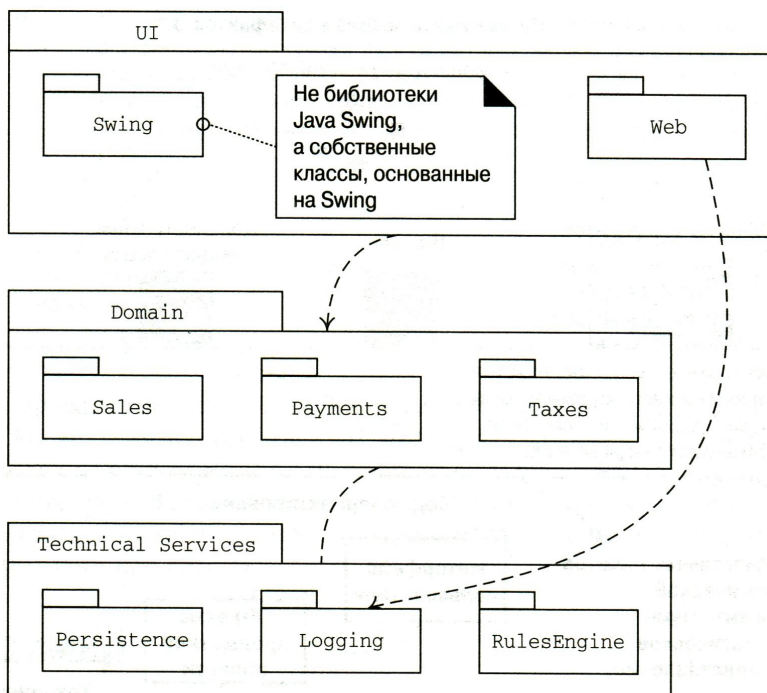 UI
Swing
Не библиотеки
Java Swing,
а собственные
классы, основанные
на Swing
Web
Domain
Sales
Payments
Taxes
Technical Services
Persistence
Logging
RulesEngine